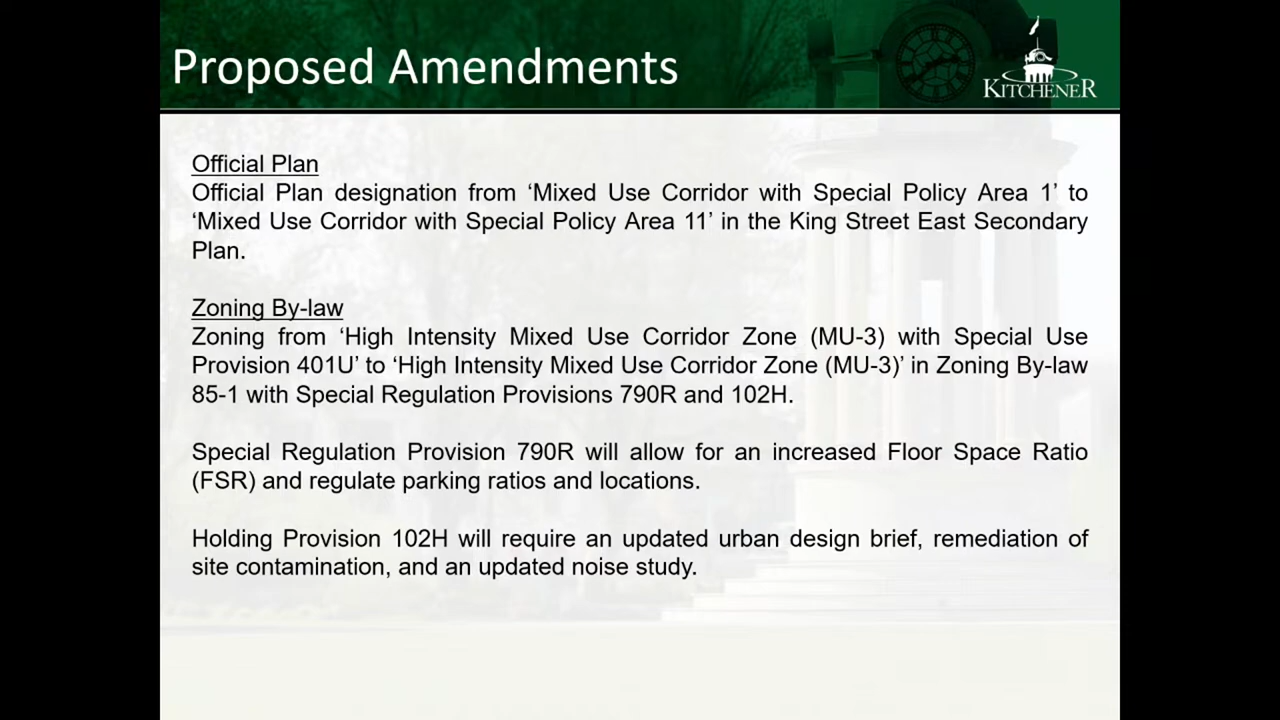 Proposed Amendments
KITCHENER
Official Plan
Official Plan designation from ‘Mixed Use Corridor with Special Policy Area 1’ to
‘Mixed Use Corridor with Special Policy Area 11’ in the King Street East Secondary
Plan.
Zoning By-law
Zoning from ‘High Intensity Mixed Use Corridor Zone (MU-3) with Special Use
Provision 401U’ to ‘High Intensity Mixed Use Corridor Zone (MU-3)’ in Zoning By-law
85-1 with Special Regulation Provisions 790R and 102H.
Special Regulation Provision 790R will allow for an increased Floor Space Ratio
(FSR) and regulate parking ratios and locations.
Holding Provision 102H will require an updated urban design brief, remediation of
site contamination, and an updated noise study.